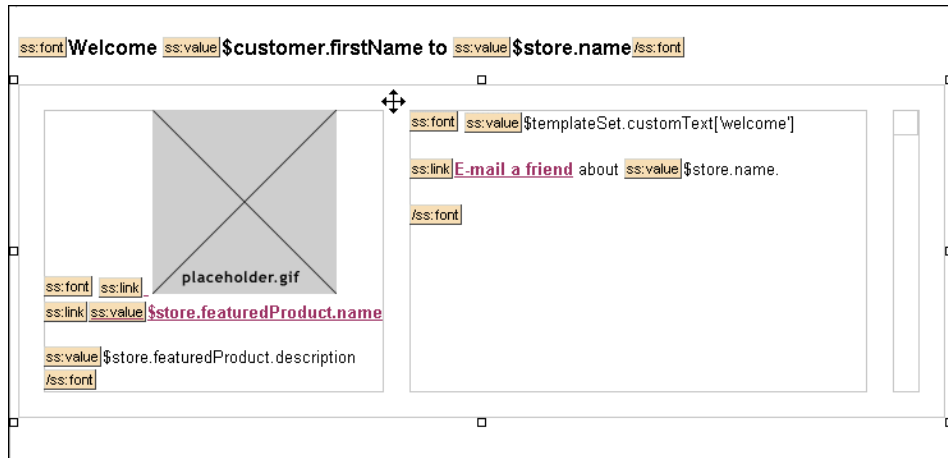 ss:font Welcome ss:value $customer.firstName to ss:value $store.name /ss:font
placeholder.gif
ss:font ss:link
ss:link ss:value $store.featuredProduct.name
ss:value $store.featuredProduct.description
/ss:font
ss:font ss:value $templateSet.customText['welcome']
ss:link E-mail a friend about ss:value $store.name.
/ss:font